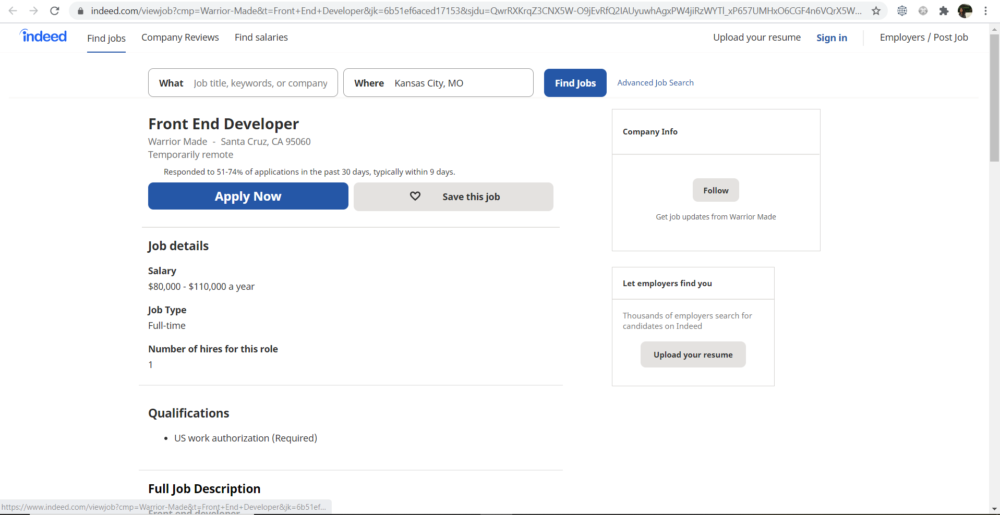 indeed.com/viewjob?cmp=Warrior-Made&t=Front+End+Developer&jk=6b51ef6aced17153&sjdu=QwrRXKrqZ3CNX5W-O9jEvRfQ2IAUyuwhAgxPW4jiRzWYTl_xP657UMHxO6CGF4n6VQrX5W...
indeed Find jobs Company Reviews Find salaries Upload your resume Sign in Employers / Post Job
What Job title, keywords, or company Where Kansas City, MO Find Jobs Advanced Job Search
Front End Developer
Warrior Made - Santa Cruz, CA 95060
Temporarily remote
Responded to 51-74% of applications in the past 30 days, typically within 9 days.
Apply Now Save this job
Job details
Salary
$80,000 - $110,000 a year
Job Type
Full-time
Number of hires for this role
1
Qualifications
• US work authorization (Required)
Full Job Description
Front end developer
Company Info
Follow
Get job updates from Warrior Made
Let employers find you
Thousands of employers search for
candidates on Indeed
Upload your resume
https://www.indeed.com/viewjob?cmp=Warrior-Made&t=Front+End+Developer&jk=6b51ef...